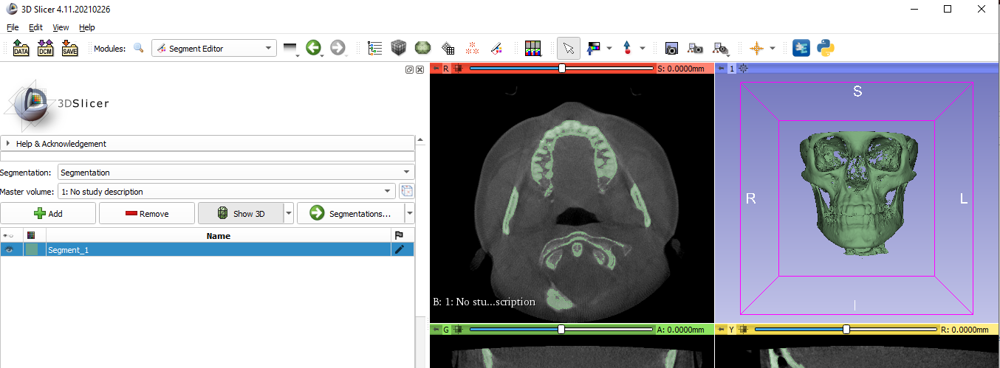 3D Slicer 4.11.20210226
File Edit View Help
DATA DCM SAVE Modules: Segment Editor
3DSlicer
Help & Acknowledgement
Segmentation: Segmentation
Master volume: 1: No study description
Add Remove Show 3D Segmentations...
Name
Segment_1
R S: 0.0000mm
B: 1: No stu...scription
1
S
R L
I
G A: 0.0000mm
Y R: 0.0000mm